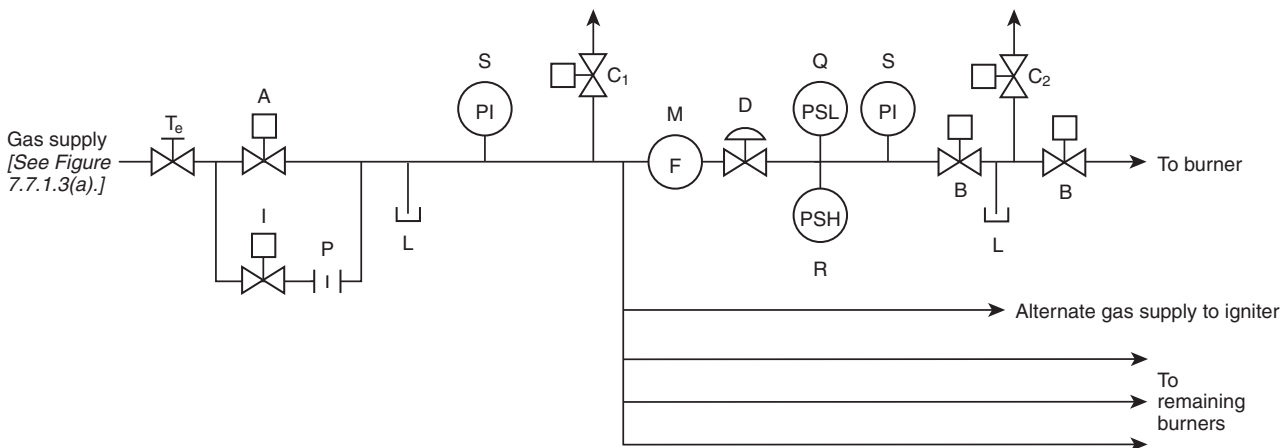 S
Q
S
C₁
C₂
A
M
D
Tₑ
PI
PSL
PI
Gas supply
[See Figure
7.7.1.3(a).]
F
To burner
B
B
I
PSH
L
L
P
R
Alternate gas supply to igniter
To
remaining
burners